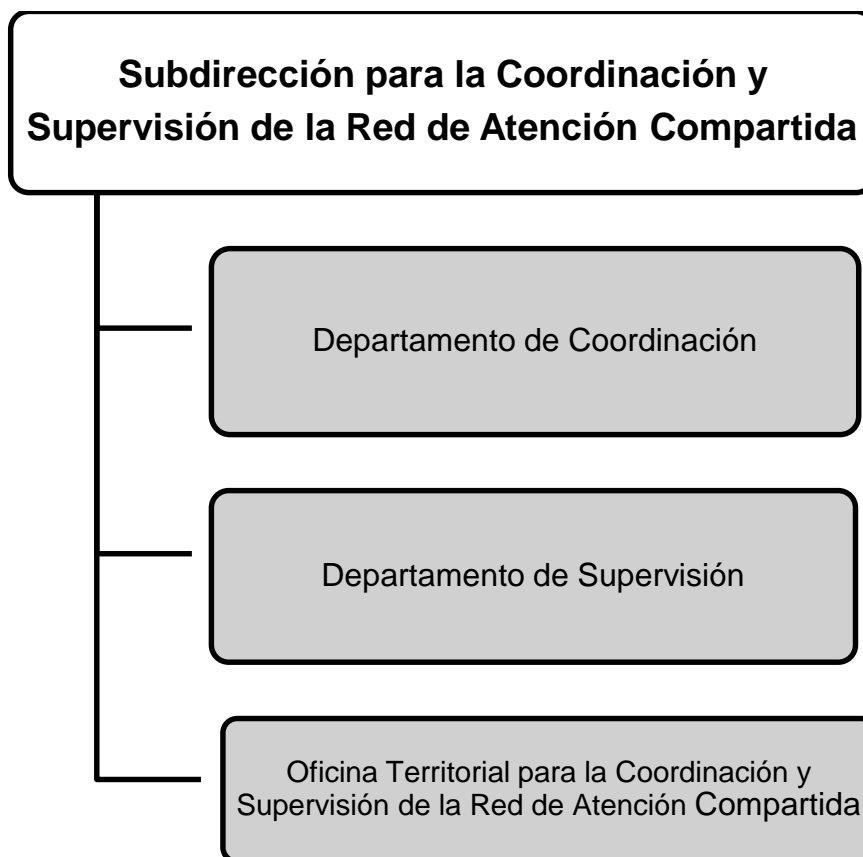 Subdirección para la Coordinación y
Supervisión de la Red de Atención Compartida
Departamento de Coordinación
Departamento de Supervisión
Oficina Territorial para la Coordinación y
Supervisión de la Red de Atención Compartida